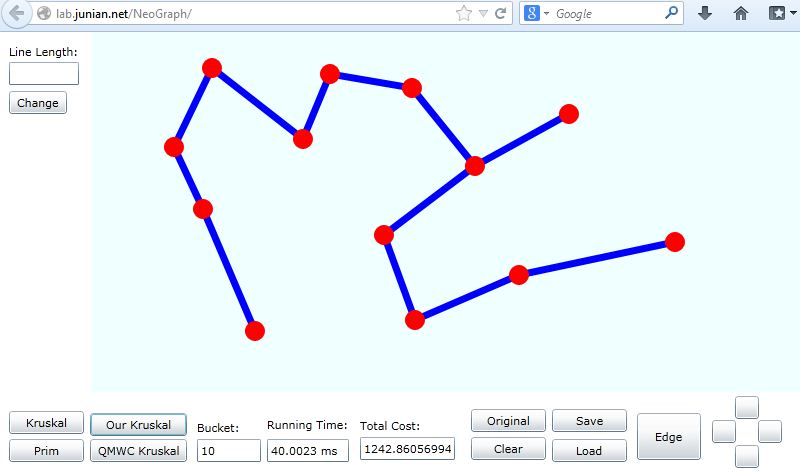 lab.junian.net/NeoGraph/
Google
Line Length:
Change
Kruskal
Our Kruskal
Bucket:
Running Time:
Total Cost:
Original
Save
Edge
Prim
QMWC Kruskal
10
40.0023 ms
1242.86056994
Clear
Load